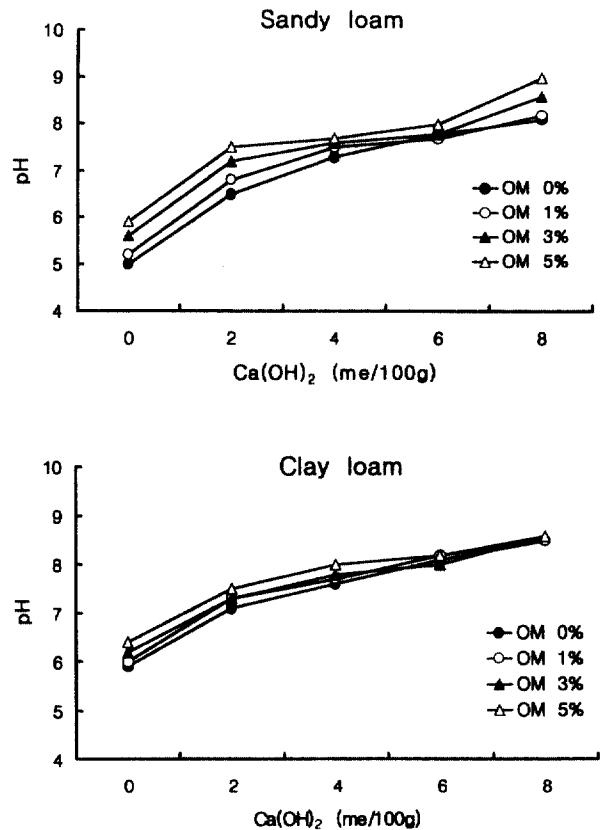 Sandy loam
10
9
8
7
6
5
4
pH
OM 0%
OM 1%
OM 3%
OM 5%
0 2 4 6 8
Ca(OH)₂ (me/100g)
Clay loam
10
9
8
7
6
5
4
pH
OM 0%
OM 1%
OM 3%
OM 5%
0 2 4 6 8
Ca(OH)₂ (me/100g)